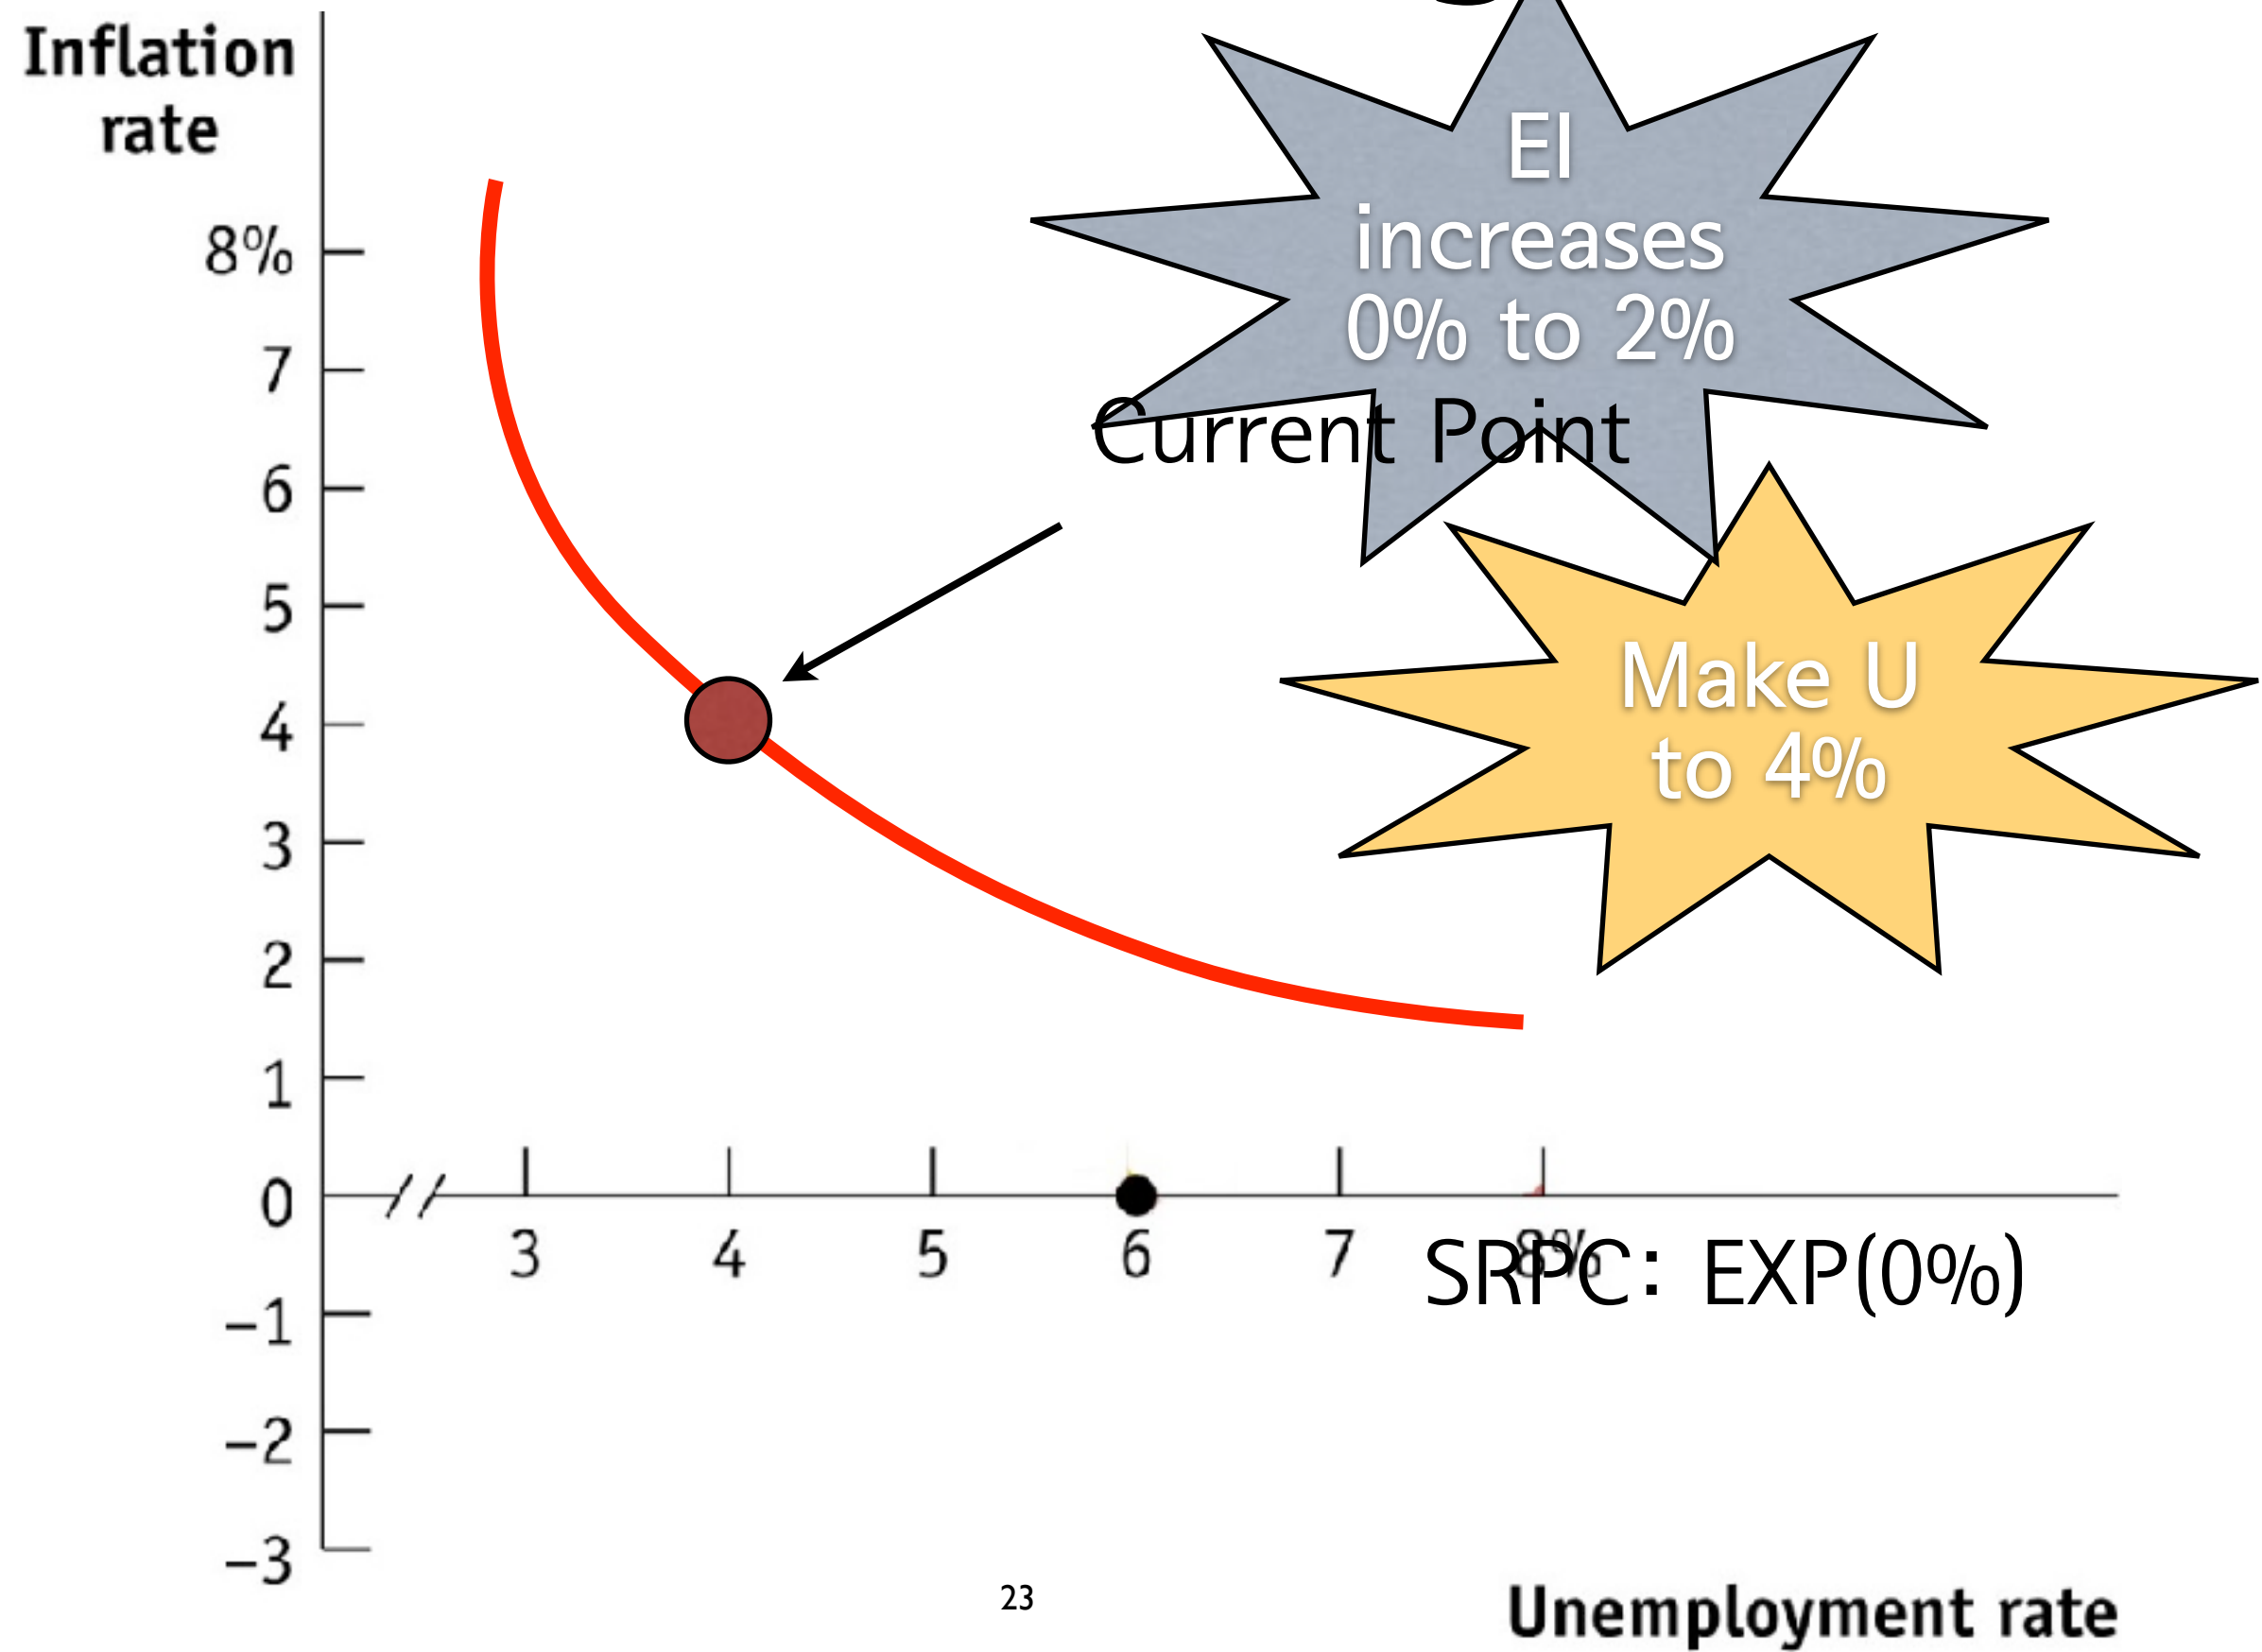 Inflation
rate
EI
increases
0% to 2%
Current Point
Make U
to 4%
8%
7
6
5
4
3
2
1
0
3 4 5 6 7 8%
SRPC: EXP(0%)
−1
−2
−3
23
Unemployment rate